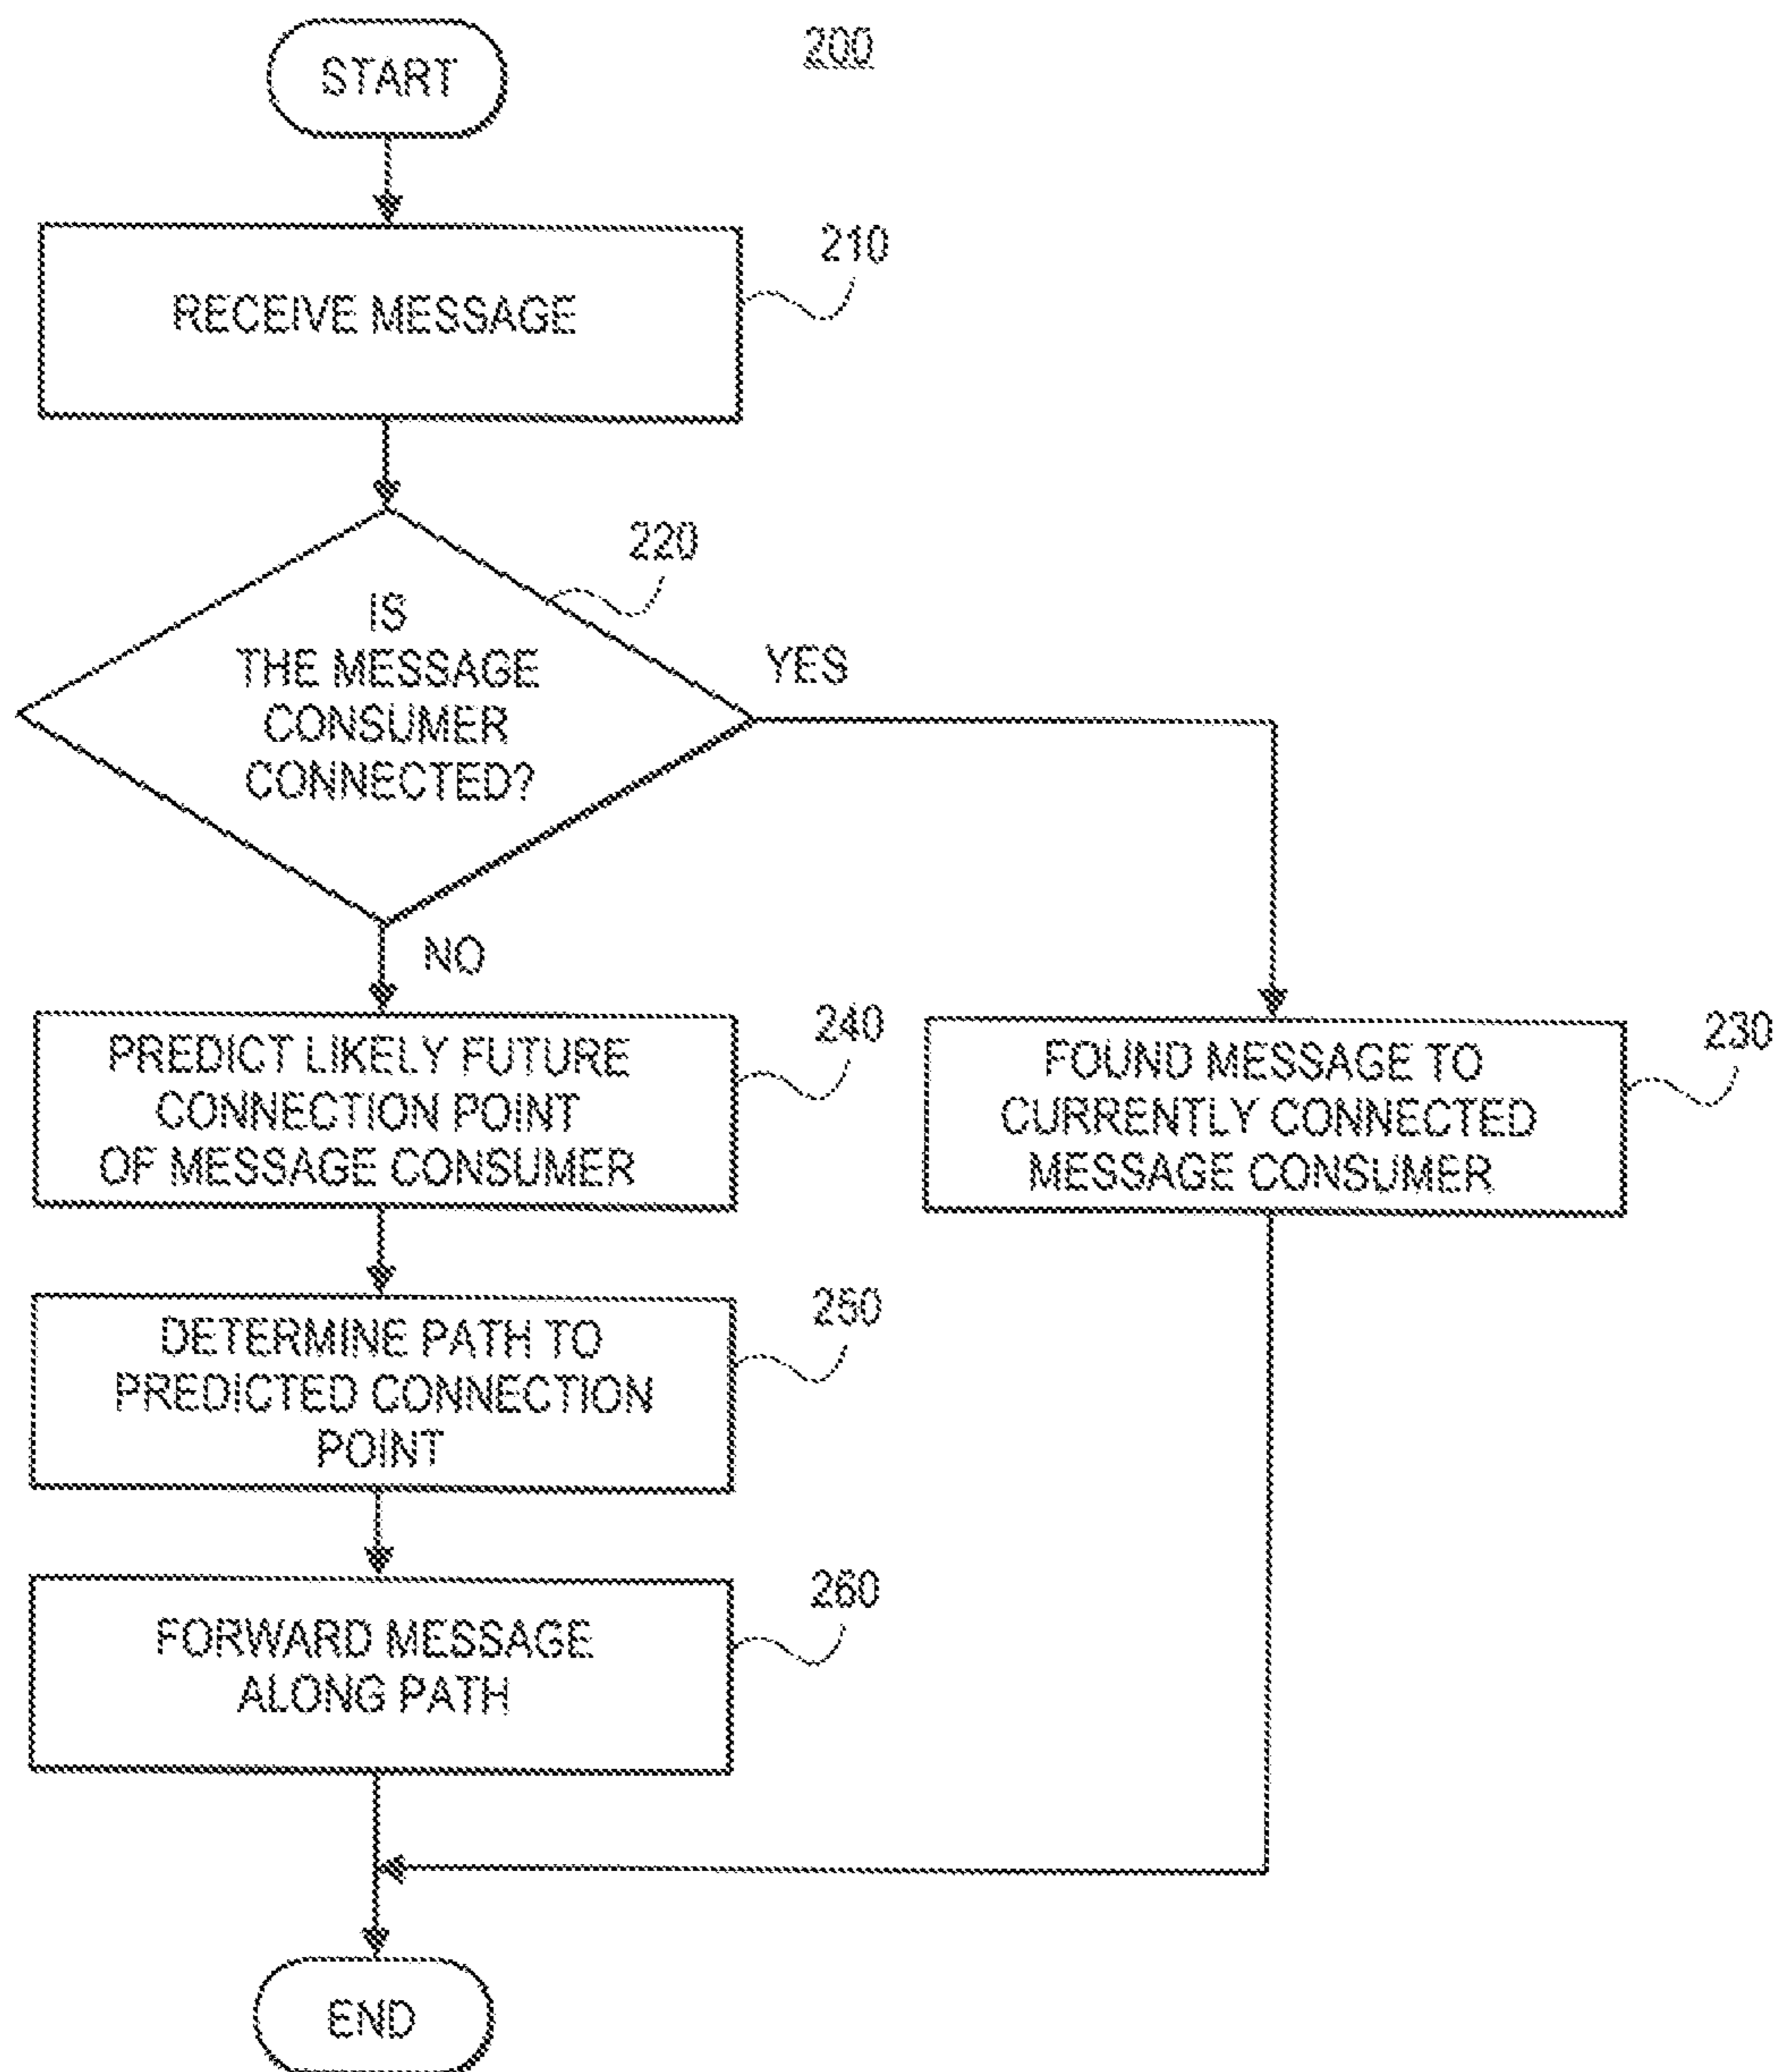 200
START
RECEIVE MESSAGE
210
IS
THE MESSAGE
CONSUMER
CONNECTED?
220
YES
NO
PREDICT LIKELY FUTURE
CONNECTION POINT
OF MESSAGE CONSUMER
240
FOUND MESSAGE TO
CURRENTLY CONNECTED
MESSAGE CONSUMER
230
DETERMINE PATH TO
PREDICTED CONNECTION
POINT
250
FORWARD MESSAGE
ALONG PATH
260
END